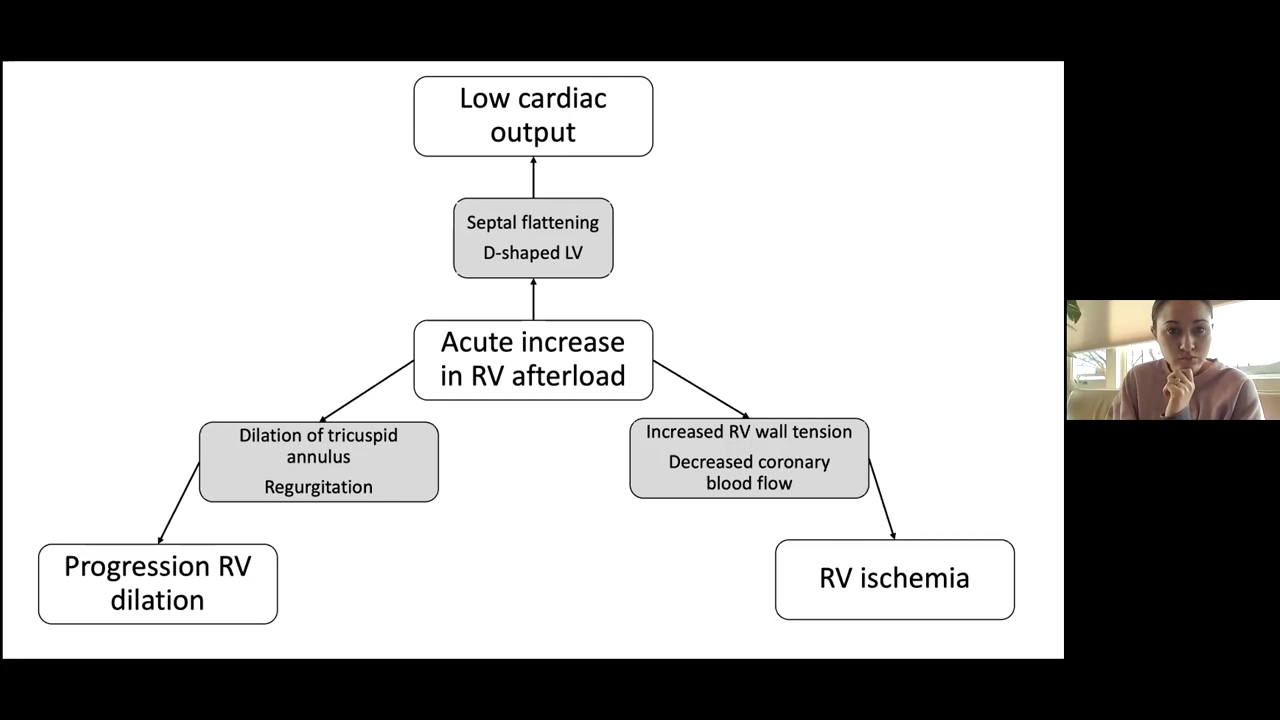 Low cardiac
output
Septal flattening
D-shaped LV
Acute increase
in RV afterload
Dilation of tricuspid
annulus
Regurgitation
Increased RV wall tension
Decreased coronary
blood flow
Progression RV
dilation
RV ischemia